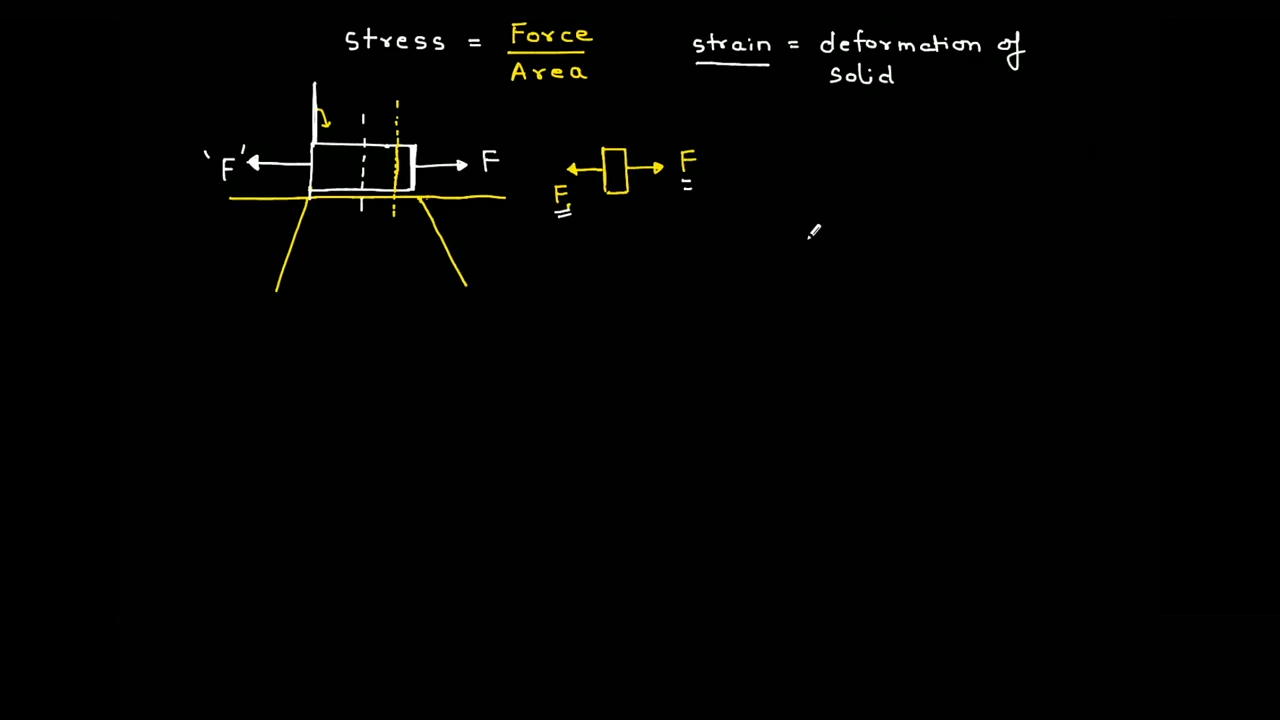 stress = Force / Area
strain = deformation of
solid
'F' F
F F